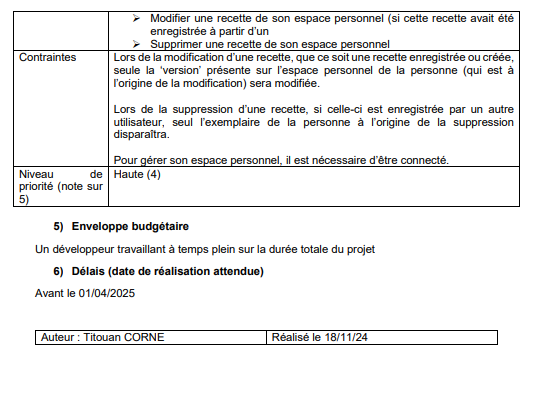 ➢ Modifier une recette de son espace personnel (si cette recette avait été
enregistrée à partir d’un
➢ Supprimer une recette de son espace personnel
Contraintes
Lors de la modification d’une recette, que ce soit une recette enregistrée ou créée,
seule la ‘version’ présente sur l’espace personnel de la personne (qui est à
l’origine de la modification) sera modifiée.
Lors de la suppression d’une recette, si celle-ci est enregistrée par un autre
utilisateur, seul l’exemplaire de la personne à l’origine de la suppression
disparaîtra.
Pour gérer son espace personnel, il est nécessaire d’être connecté.
Niveau de
priorité (note sur
5)
Haute (4)
5) Enveloppe budgétaire
Un développeur travaillant à temps plein sur la durée totale du projet
6) Délais (date de réalisation attendue)
Avant le 01/04/2025
Auteur : Titouan CORNE
Réalisé le 18/11/24